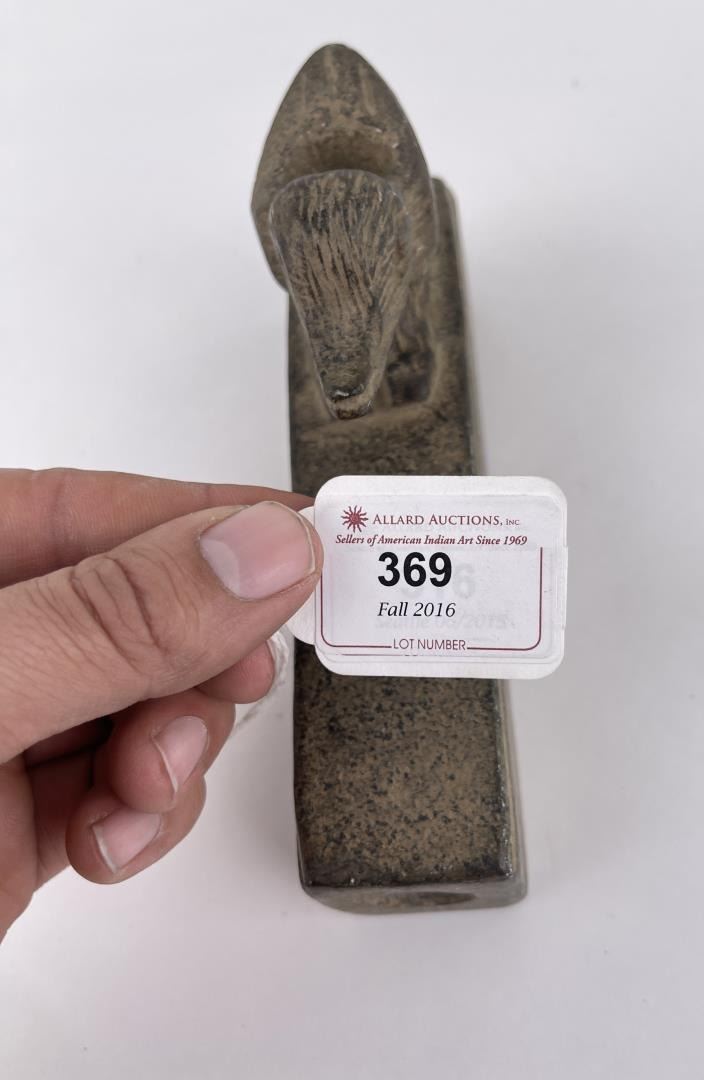 ALLARD AUCTIONS, INC.
Sellers of American Indian Art Since 1969
369
Fall 2016
LOT NUMBER